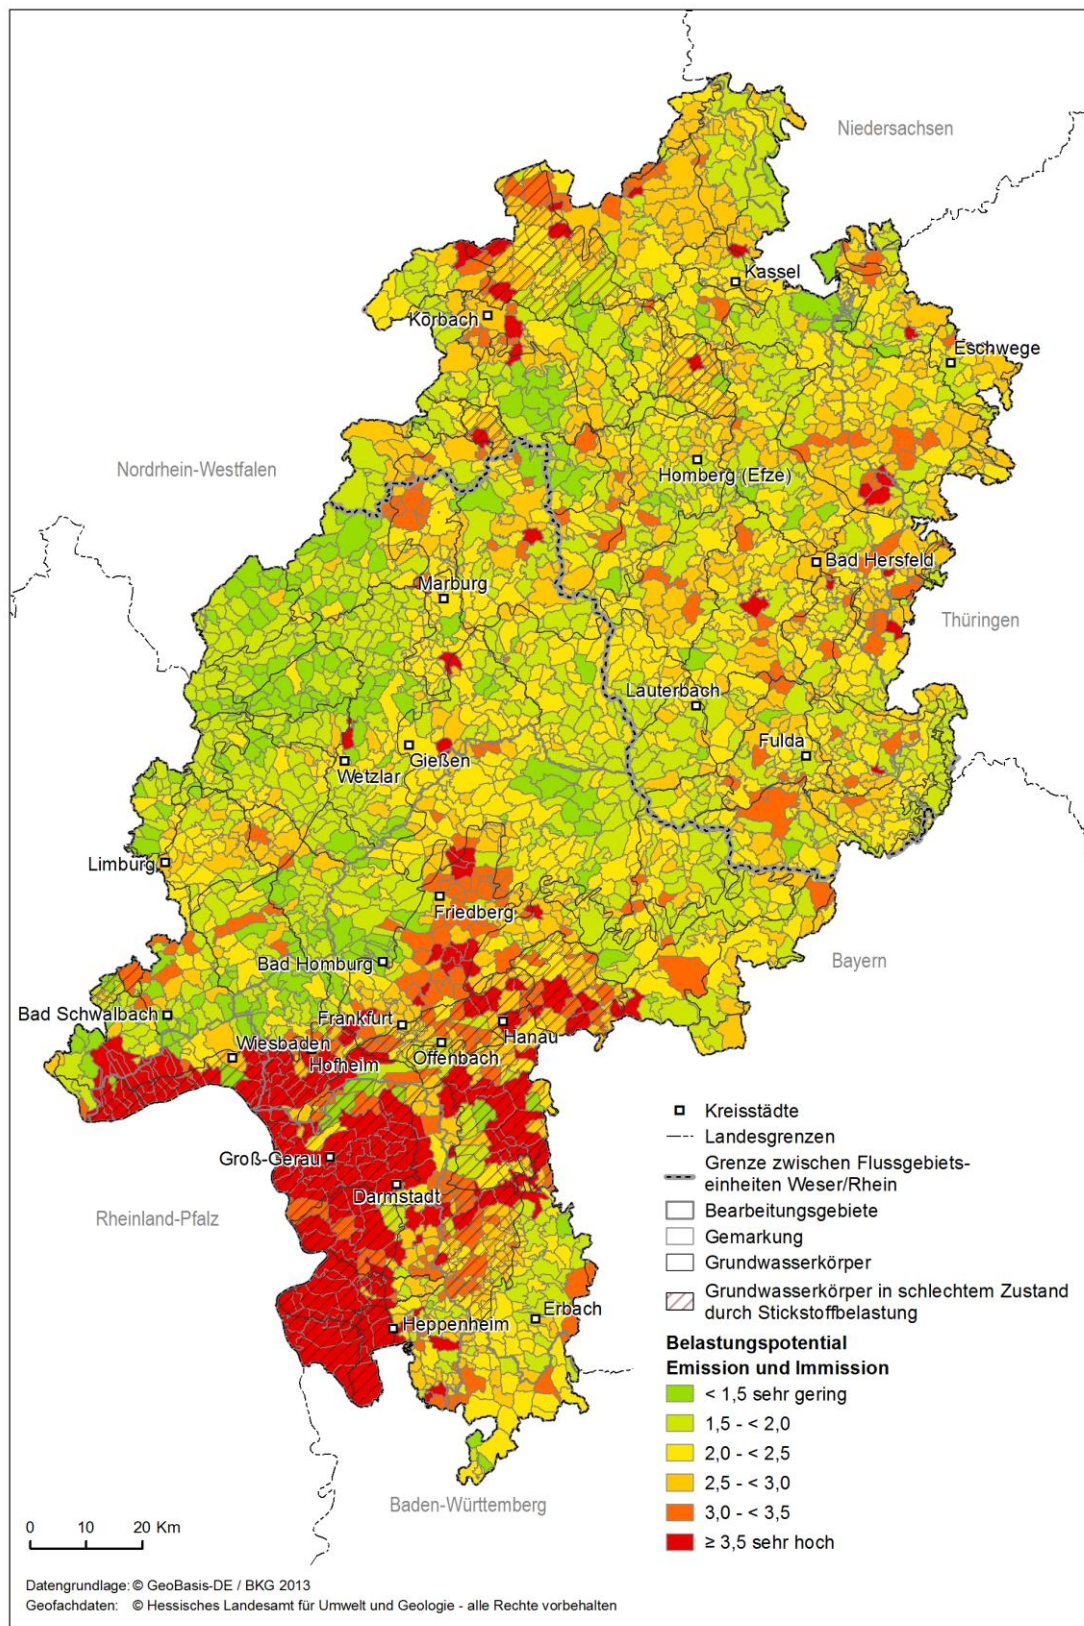 Niedersachsen
Kassel
Korbach
Eschwege
Nordrhein-Westfalen
Homberg (Efze)
Bad Hersfeld
Marburg
Thüringen
Lauterbach
Fulda
Gießen
Wetzlar
Limburg
Friedberg
Bad Homburg
Bayern
Bad Schwalbach
Frankfurt
Hanau
Wiesbaden
Offenbach
Hofheim
Groß-Gerau
Darmstadt
Rheinland-Pfalz
Erbach
Heppenheim
Baden-Württemberg
Kreisstädte
Landesgrenzen
Grenze zwischen Flussgebiets-
einheiten Weser/Rhein
Bearbeitungsgebiete
Gemarkung
Grundwasserkörper
Grundwasserkörper in schlechtem Zustand
durch Stickstoffbelastung
Belastungspotential
Emission und Immission
< 1,5 sehr gering
1,5 - < 2,0
2,0 - < 2,5
2,5 - < 3,0
3,0 - < 3,5
≥ 3,5 sehr hoch
0 10 20 Km
Datengrundlage: © GeoBasis-DE / BKG 2013
Geofachdaten: © Hessisches Landesamt für Umwelt und Geologie - alle Rechte vorbehalten